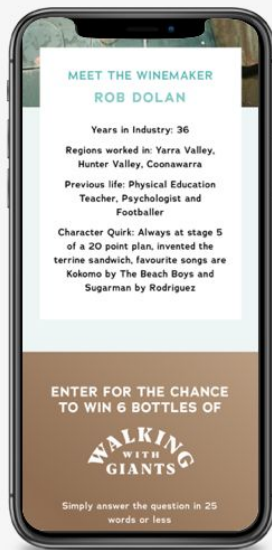 MEET THE WINEMAKER
ROB DOLAN
Years in Industry: 36
Regions worked in: Yarra Valley,
Hunter Valley, Coonawarra
Previous life: Physical Education
Teacher, Psychologist and
Footballer
Character Quirk: Always at stage 5
of a 20 point plan, invented the
terrine sandwich, favourite songs are
Kokomo by The Beach Boys and
Sugarman by Rodriguez
ENTER FOR THE CHANCE
TO WIN 6 BOTTLES OF
WALKING
WITH
GIANTS
Simply answer the question in 25
words or less